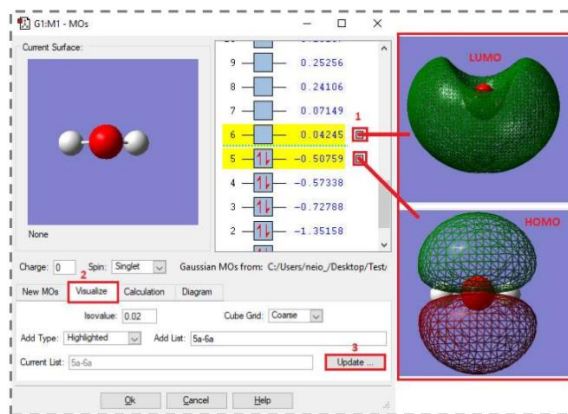 G1:M1 - MOs
Current Surface:
None
9 0.25256
8 0.24106
7 0.07149
6 0.04245
5 -0.50759
4 -0.57338
3 -0.72788
2 -1.35158
1
LUMO
HOMO
Charge: 0 Spin: Singlet Gaussian MOs from: C:/Users/neio_/Desktop/Test/
2
New MOs Visualize Calculation Diagram
Isovalue: 0.02 Cube Grid: Coarse
Add Type: Highlighted Add List: 5a-6a
3
Current List: 5a-6a Update ...
Ok Cancel Help